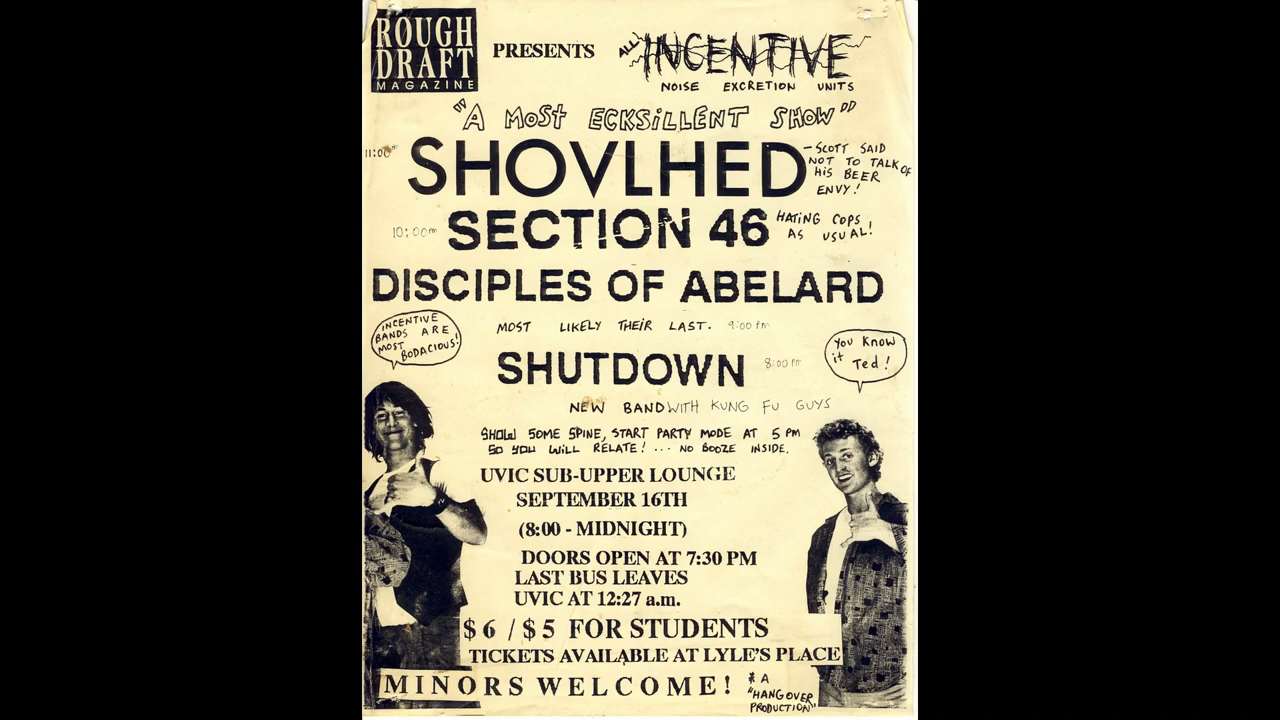 ROUGH DRAFT MAGAZINE PRESENTS ALL INCENTIVE
NOISE EXCRETION UNITS
"A MOST ECKSILLENT SHOW"
11:00pm SHOVLHED - SCOTT SAID NOT TO TALK OF HIS BEER ENVY!
10:00pm SECTION 46 HATING COPS AS USUAL!
DISCIPLES OF ABELARD
MOST LIKELY THEIR LAST. 9:00 pm
INCENTIVE BANDS ARE MOST BODACIOUS!
YOU KNOW it Ted!
SHUTDOWN 8:00 pm
NEW BAND WITH KUNG FU GUYS
SHOW SOME SPINE, START PARTY MODE AT 5 PM
SO YOU WILL RELATE! ... NO BOOZE INSIDE.
UVIC SUB-UPPER LOUNGE
SEPTEMBER 16TH
(8:00 - MIDNIGHT)
DOORS OPEN AT 7:30 PM
LAST BUS LEAVES
UVIC AT 12:27 a.m.
$6 / $5 FOR STUDENTS
TICKETS AVAILABLE AT LYLE'S PLACE
MINORS WELCOME!
* A "HANGOVER PRODUCTION"